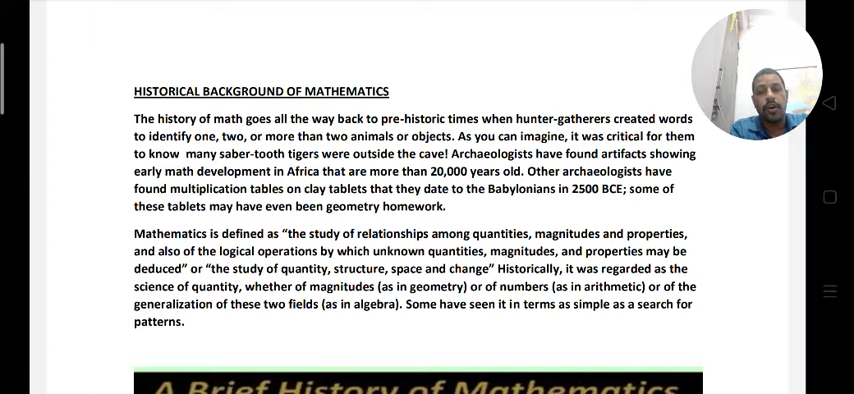 HISTORICAL BACKGROUND OF MATHEMATICS
The history of math goes all the way back to pre-historic times when hunter-gatherers created words
to identify one, two, or more than two animals or objects. As you can imagine, it was critical for them
to know  many saber-tooth tigers were outside the cave! Archaeologists have found artifacts showing
early math development in Africa that are more than 20,000 years old. Other archaeologists have
found multiplication tables on clay tablets that they date to the Babylonians in 2500 BCE; some of
these tablets may have even been geometry homework.
Mathematics is defined as “the study of relationships among quantities, magnitudes and properties,
and also of the logical operations by which unknown quantities, magnitudes, and properties may be
deduced” or “the study of quantity, structure, space and change” Historically, it was regarded as the
science of quantity, whether of magnitudes (as in geometry) or of numbers (as in arithmetic) or of the
generalization of these two fields (as in algebra). Some have seen it in terms as simple as a search for
patterns.
A Brief History of Mathematics